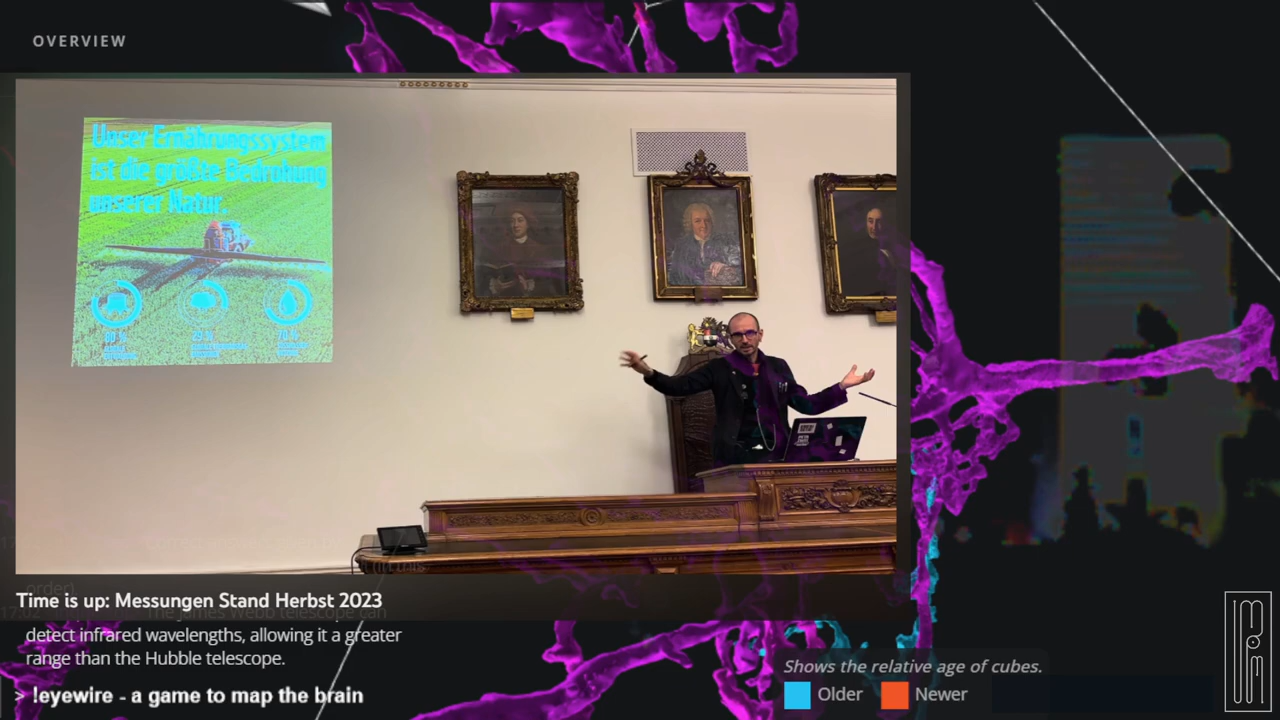 OVERVIEW
Unser Ernährungssystem
ist die größte Bedrohung
unserer Natur.
Time is up: Messungen Stand Herbst 2023
detect infrared wavelengths, allowing it a greater
range than the Hubble telescope.
> !eyewire - a game to map the brain
Shows the relative age of cubes.
Older
Newer